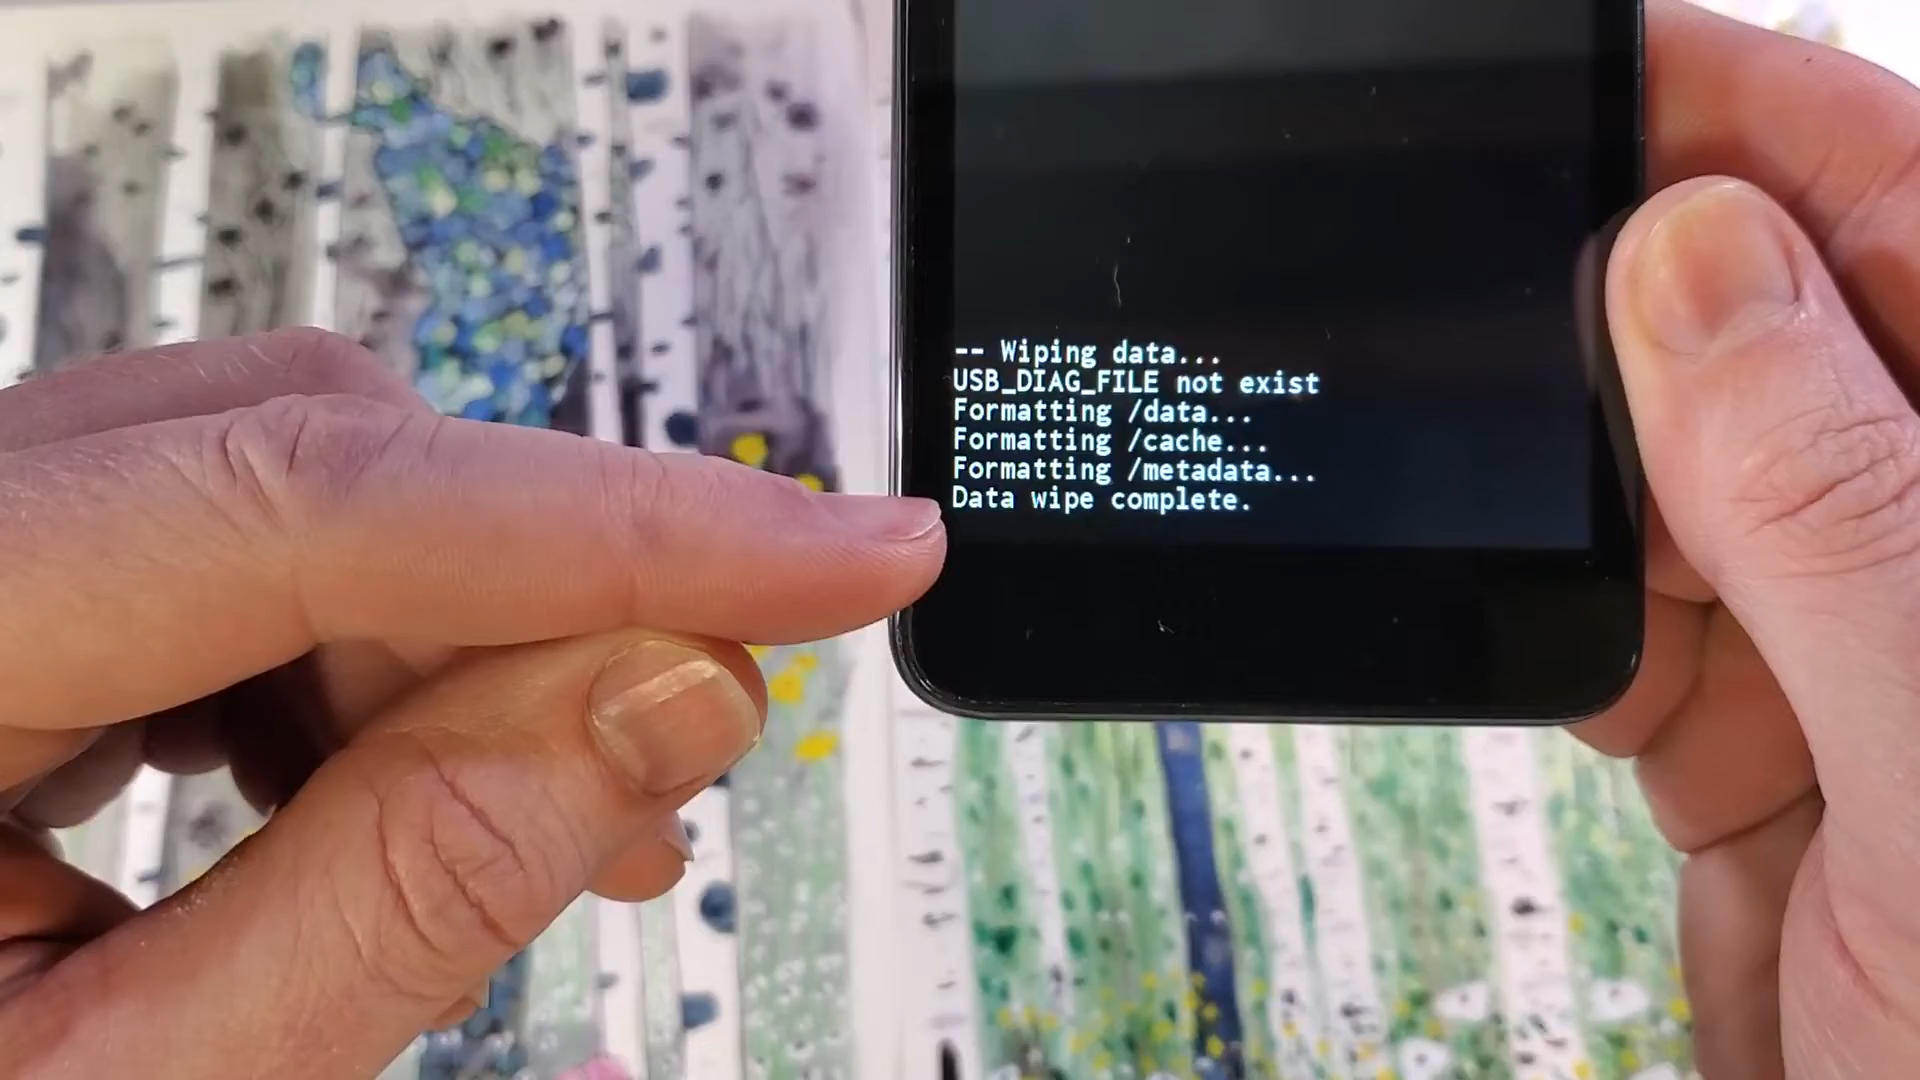 -- Wiping data...
USB_DIAG_FILE not exist
Formatting /data...
Formatting /cache...
Formatting /metadata...
Data wipe complete.